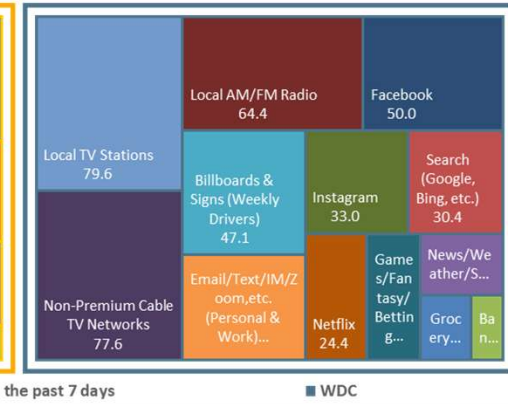 Local TV Stations
79.6
Non-Premium Cable
TV Networks
77.6
Local AM/FM Radio
64.4
Facebook
50.0
Billboards &
Signs (Weekly
Drivers)
47.1
Email/Text/IM/Z
oom,etc.
(Personal &
Work)...
Instagram
33.0
Search
(Google,
Bing, etc.)
30.4
Netflix
24.4
Game
s/Fan
tasy/
Bettin
g...
News/We
ather/S...
Groc
ery...
Ba
n...
the past 7 days
WDC